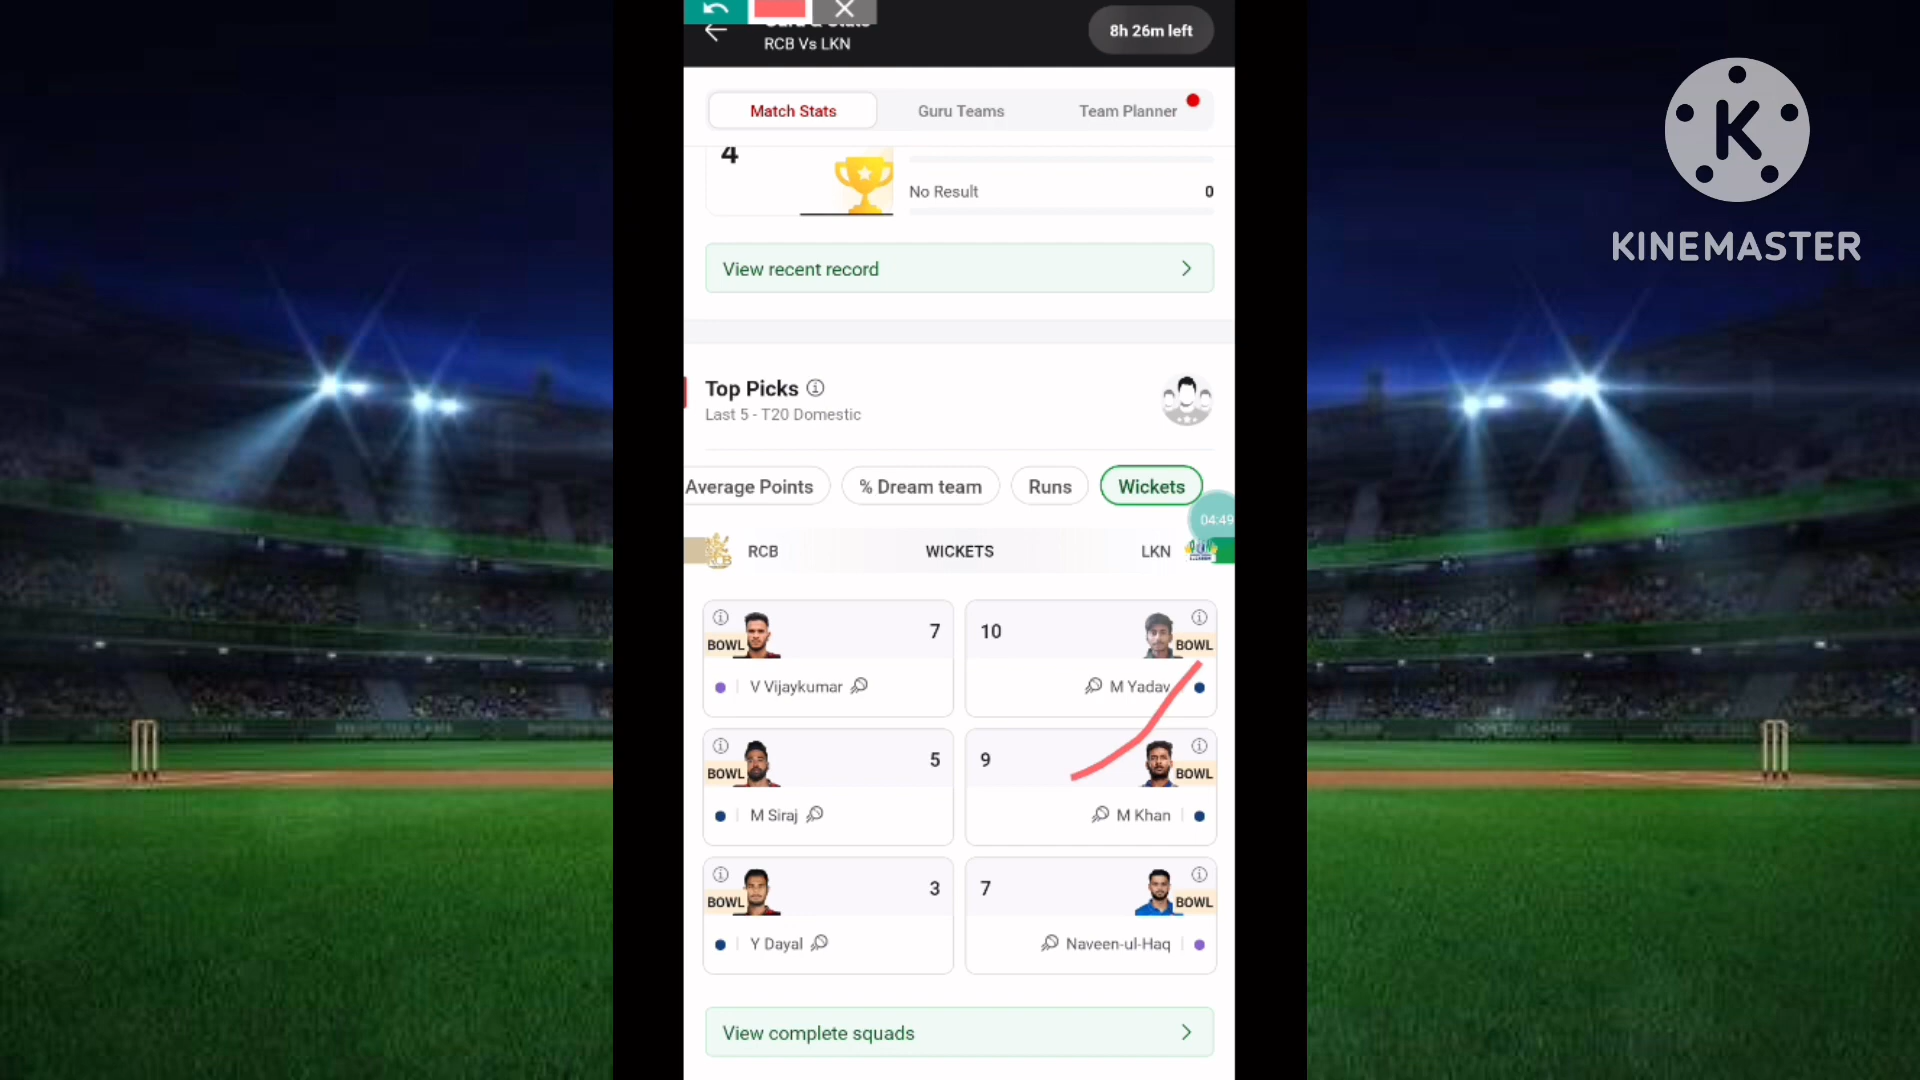 RCB Vs LKN
8h 26m left
K
KINEMASTER
Match Stats
Guru Teams
Team Planner
4
No Result
0
View recent record
Top Picks
Last 5 - T20 Domestic
Average Points
% Dream team
Runs
Wickets
04:49
RCB
WICKETS
LKN
BOWL
7
V Vijaykumar
10
BOWL
M Yadav
BOWL
5
M Siraj
9
BOWL
M Khan
BOWL
3
Y Dayal
7
BOWL
Naveen-ul-Haq
View complete squads